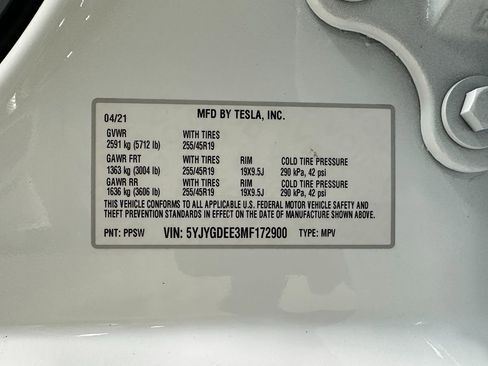 04/21 MFD BY TESLA, INC.
GVWR WITH TIRES
2591 kg (5712 lb) 255/45R19
GAWR FRT WITH TIRES RIM COLD TIRE PRESSURE
1363 kg (3004 lb) 255/45R19 19X9.5J 290 kPa, 42 psi
GAWR RR WITH TIRES RIM COLD TIRE PRESSURE
1636 kg (3606 lb) 255/45R19 19X9.5J 290 kPa, 42 psi
THIS VEHICLE CONFORMS TO ALL APPLICABLE U.S. FEDERAL MOTOR VEHICLE SAFETY AND
THEFT PREVENTION STANDARDS IN EFFECT ON THE DATE OF MANUFACTURE SHOWN ABOVE.
PNT: PPSW VIN: 5YJYGDEE3MF172900 TYPE: MPV